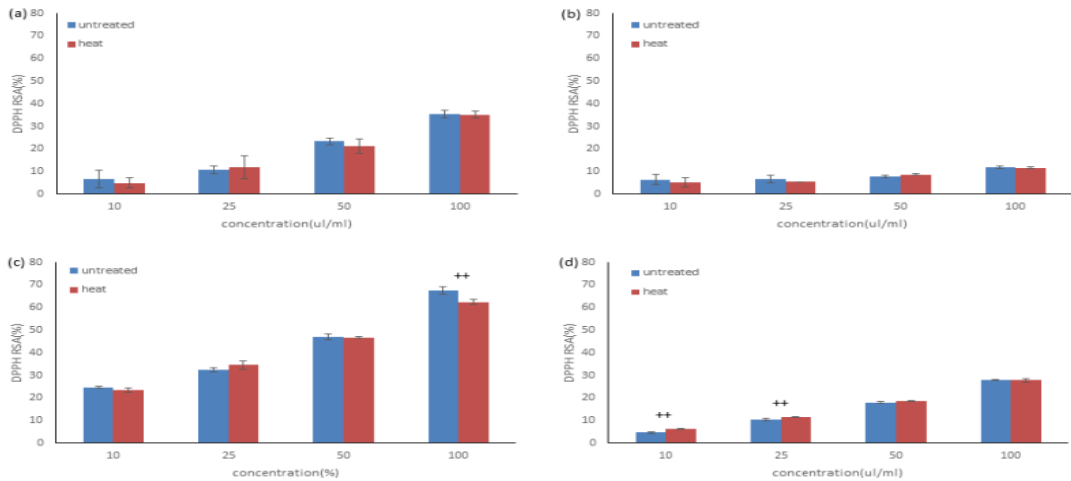 (a)
untreated
heat
DPPH RSA(%)
80
70
60
50
40
30
20
10
0
10 25 50 100
concentration(ul/ml)
(b)
untreated
heat
DPPH RSA(%)
80
70
60
50
40
30
20
10
0
10 25 50 100
concentration(ul/ml)
(c)
untreated
heat
++
DPPH RSA(%)
80
70
60
50
40
30
20
10
0
10 25 50 100
concentration(%)
(d)
untreated
heat
++ ++
DPPH RSA(%)
80
70
60
50
40
30
20
10
0
10 25 50 100
concentration(ul/ml)